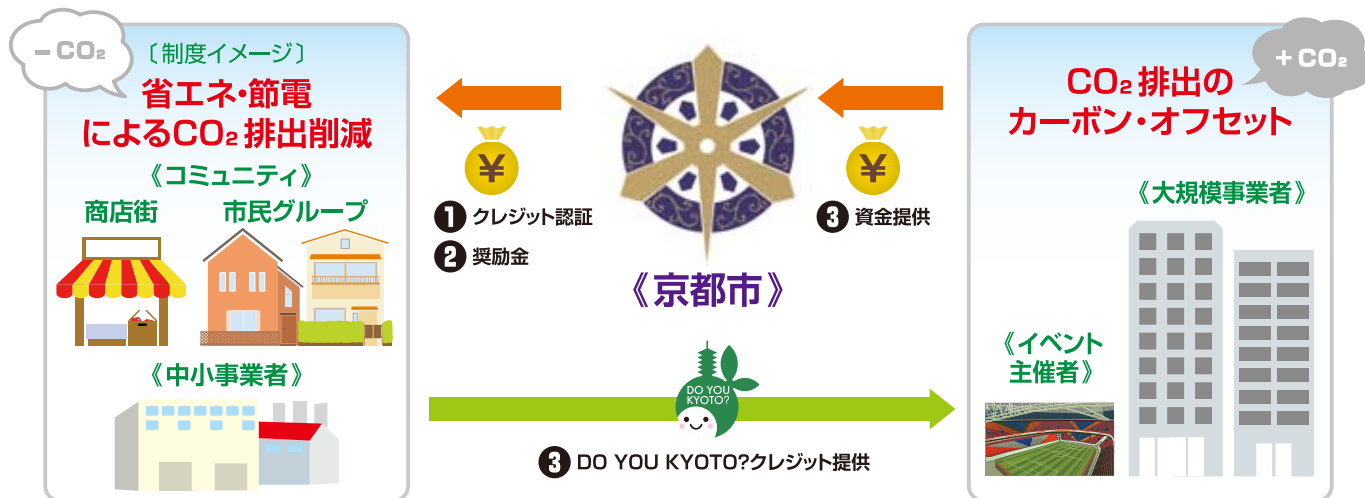 －CO₂
〔制度イメージ〕
省エネ・節電
によるCO₂排出削減
《コミュニティ》
商店街
市民グループ
《中小事業者》
¥
❶クレジット認証
❷奨励金
《京都市》
¥
❸資金提供
DO YOU
KYOTO?
❸DO YOU KYOTO?クレジット提供
＋CO₂
CO₂排出の
カーボン・オフセット
《大規模事業者》
《イベント
主催者》